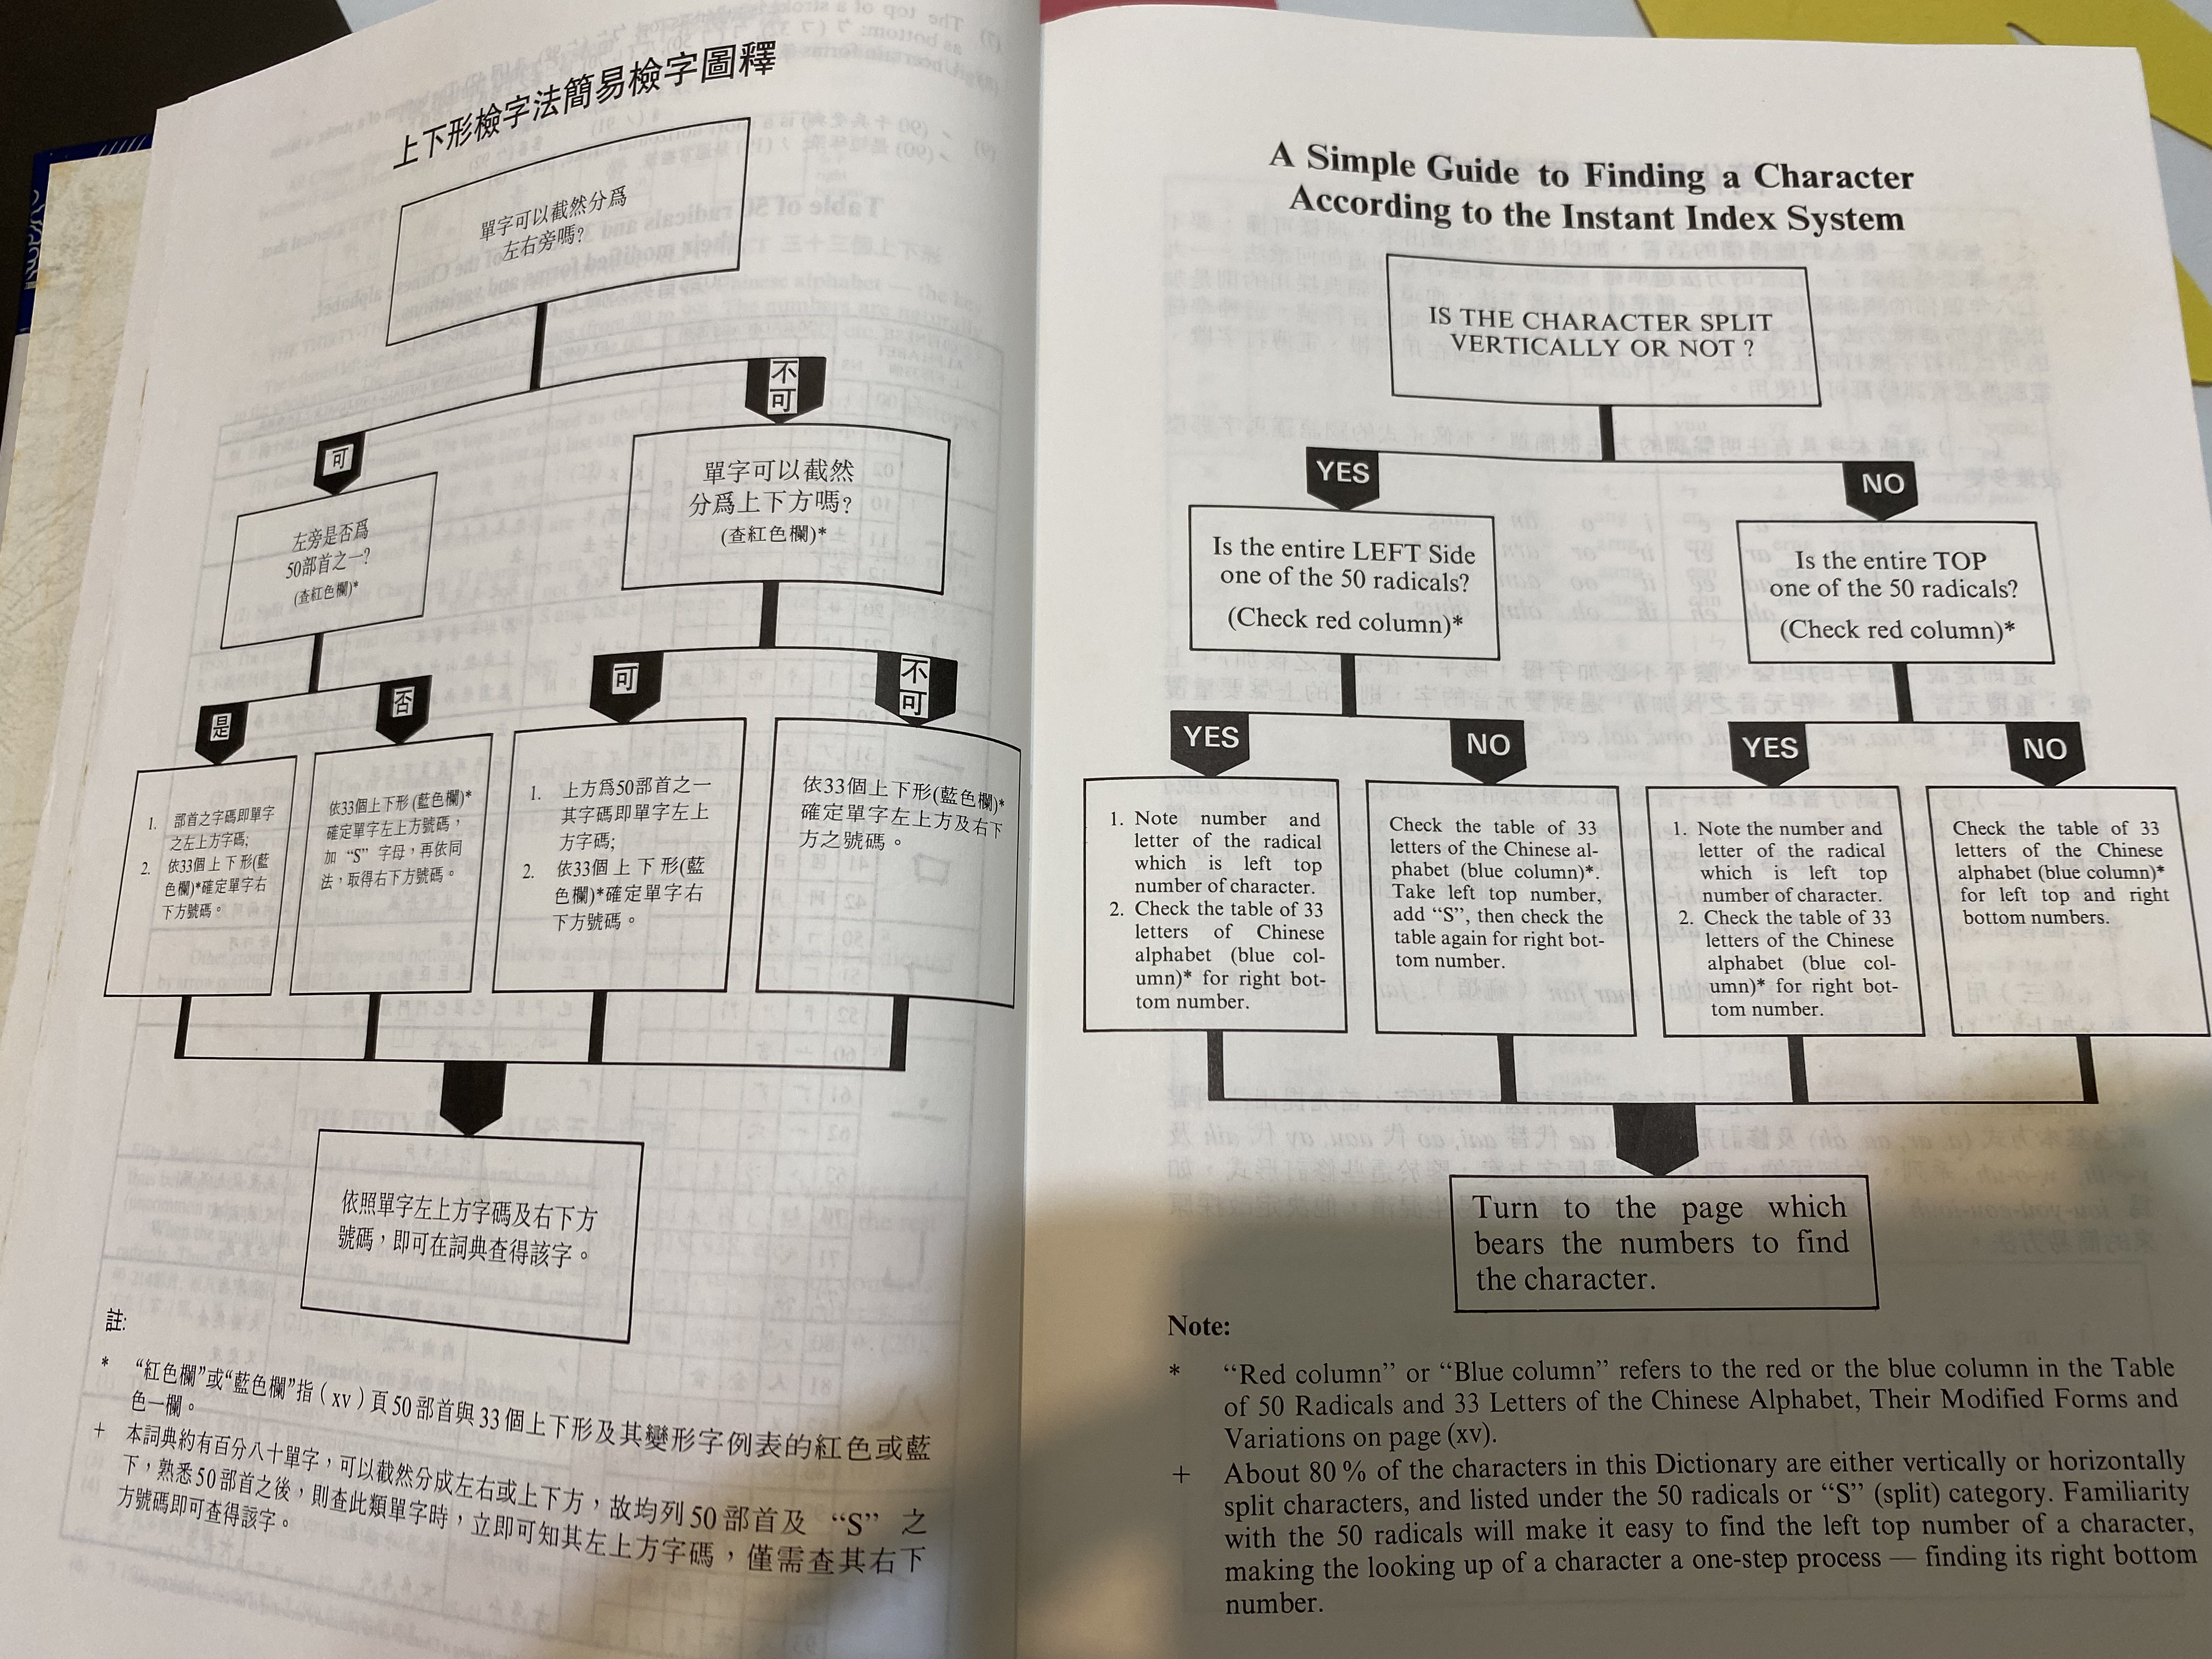 上下形檢字法簡易檢字圖釋
單字可以截然分爲
左右旁嗎?
可
不
可
左旁是否爲
50部首之一?
(查紅色欄)*
單字可以截然
分爲上下方嗎?
(查紅色欄)*
是
否
可
不
可
1. 部首之字碼即單字
之左上方字碼;
2. 依33個上下形(藍
色欄)*確定單字右
下方號碼。
依33個上下形(藍色欄)*
確定單字左上方號碼,
加 “S” 字母,再依同
法,取得右下方號碼。
1. 上方爲50部首之一
其字碼即單字左上
方字碼;
2. 依33個上下形(藍
色欄)*確定單字右
下方號碼。
依33個上下形(藍色欄)*
確定單字左上方及右下
方之號碼。
依照單字左上方字碼及右下方
號碼,即可在詞典查得該字。
註:
* “紅色欄”或“藍色欄”指(xv)頁50部首與33個上下形及其變形字例表的紅色或藍
色一欄。
+ 本詞典約有百分八十單字,可以截然分成左右或上下方,故均列50部首及 “S” 之
下,熟悉50部首之後,則查此類單字時,立即可知其左上方字碼,僅需查其右下
方號碼即可查得該字。
A Simple Guide to Finding a Character
According to the Instant Index System
IS THE CHARACTER SPLIT
VERTICALLY OR NOT ?
YES
NO
Is the entire LEFT Side
one of the 50 radicals?
(Check red column)*
Is the entire TOP
one of the 50 radicals?
(Check red column)*
YES
NO
YES
NO
1. Note number and
letter of the radical
which is left top
number of character.
2. Check the table of 33
letters of Chinese
alphabet (blue col-
umn)* for right bot-
tom number.
Check the table of 33
letters of the Chinese al-
phabet (blue column)*.
Take left top number,
add “S”, then check the
table again for right bot-
tom number.
1. Note the number and
letter of the radical
which is left top
number of character.
2. Check the table of 33
letters of the Chinese
alphabet (blue col-
umn)* for right bot-
tom number.
Check the table of 33
letters of the Chinese
alphabet (blue column)*
for left top and right
bottom numbers.
Turn to the page which
bears the numbers to find
the character.
Note:
* “Red column” or “Blue column” refers to the red or the blue column in the Table
of 50 Radicals and 33 Letters of the Chinese Alphabet, Their Modified Forms and
Variations on page (xv).
+ About 80 % of the characters in this Dictionary are either vertically or horizontally
split characters, and listed under the 50 radicals or “S” (split) category. Familiarity
with the 50 radicals will make it easy to find the left top number of a character,
making the looking up of a character a one-step process — finding its right bottom
number.